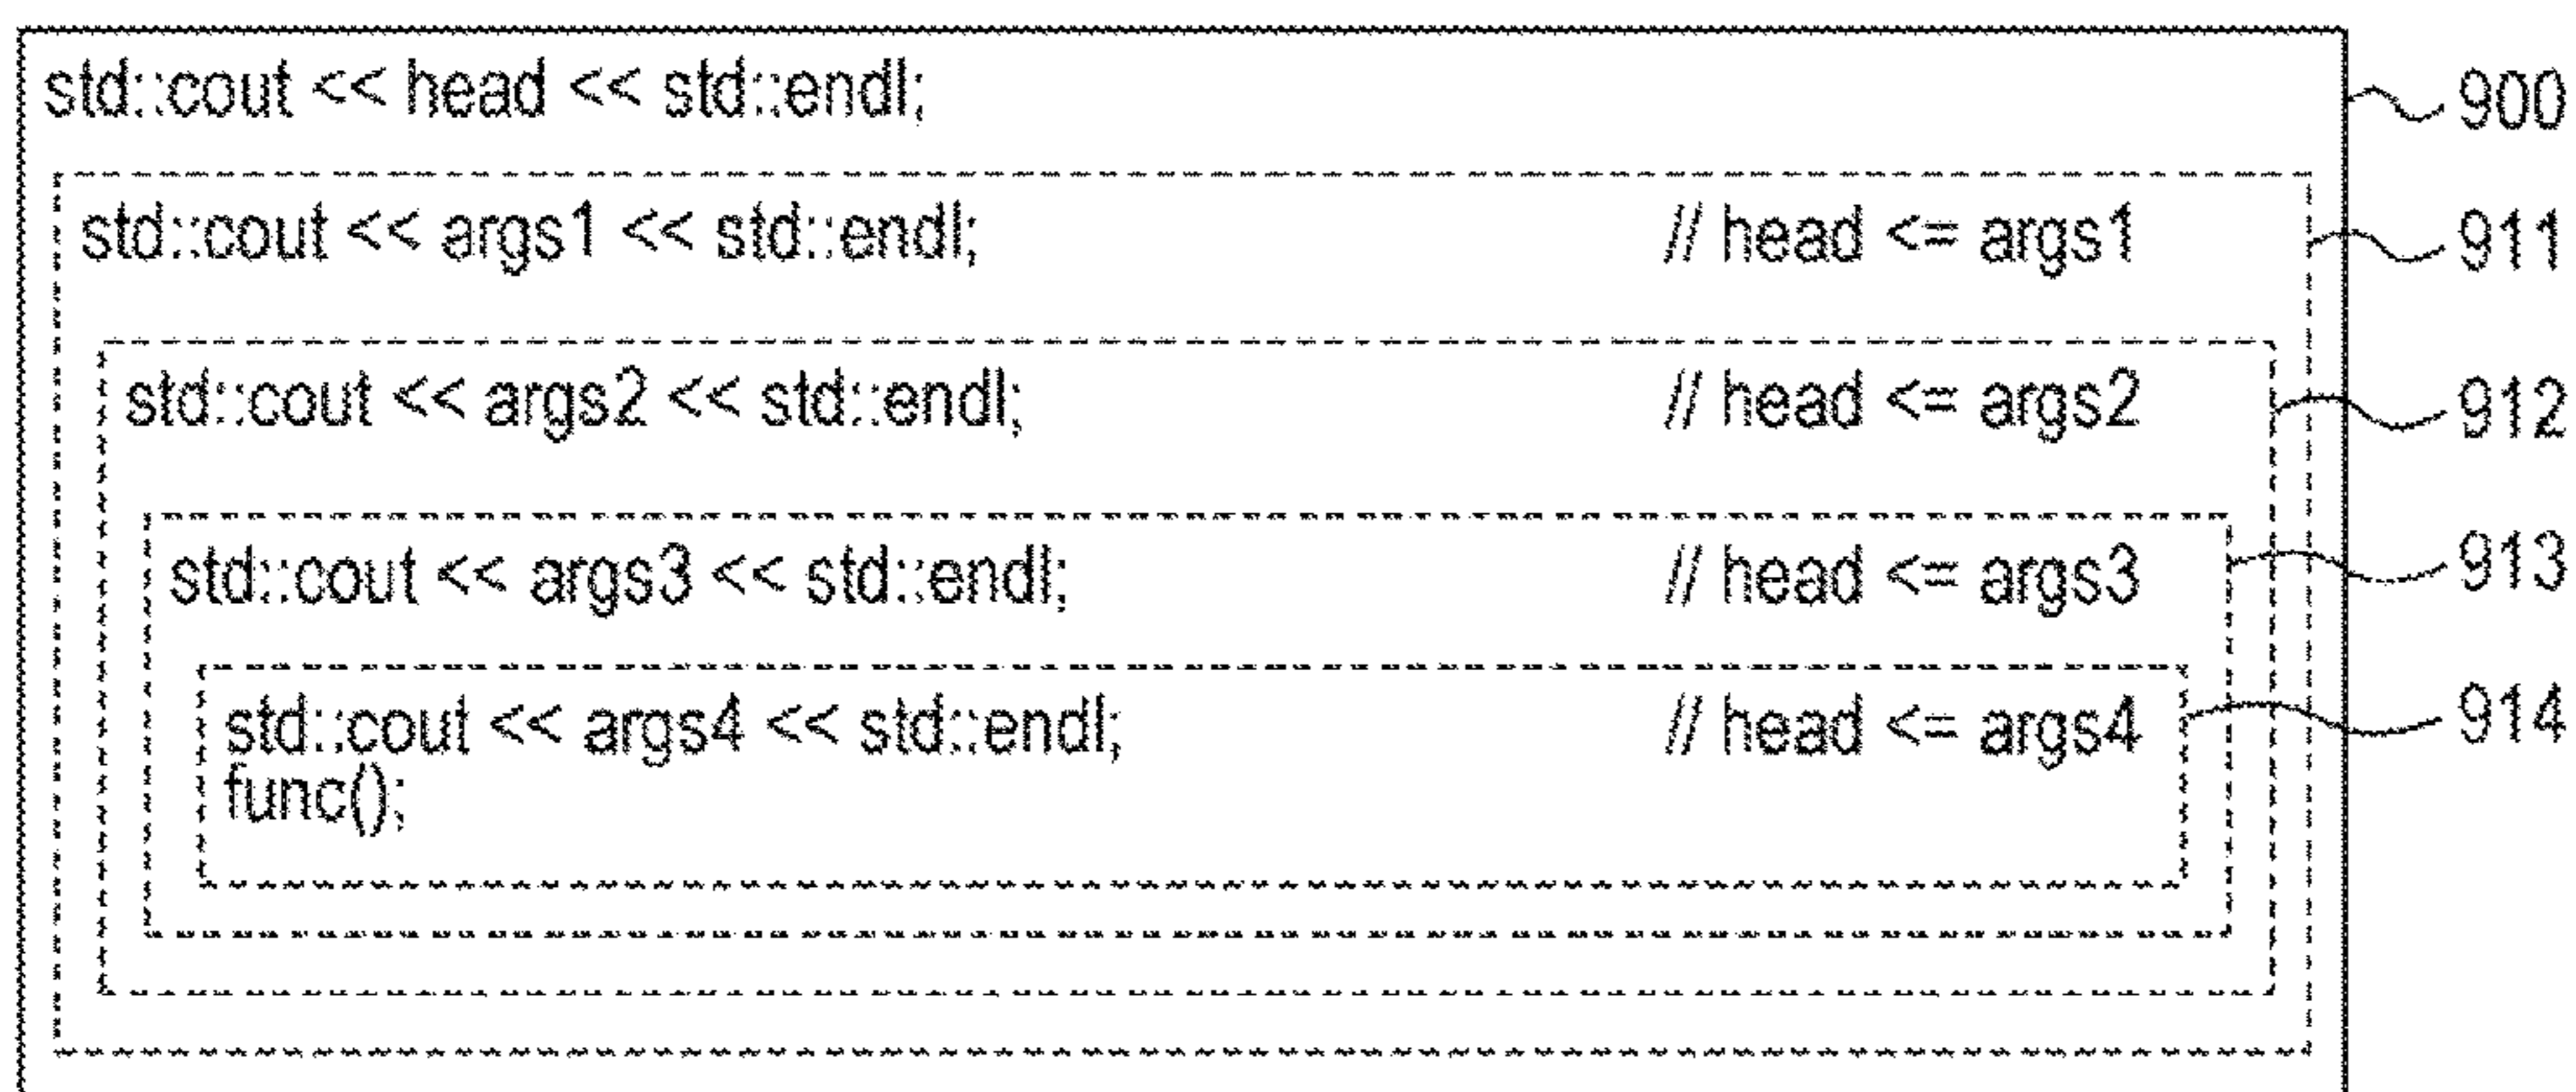 std::cout << head << std::endl; 900
std::cout << args1 << std::endl; // head <= args1 911
std::cout << args2 << std::endl; // head <= args2 912
std::cout << args3 << std::endl; // head <= args3 913
std::cout << args4 << std::endl; // head <= args4 914
func();